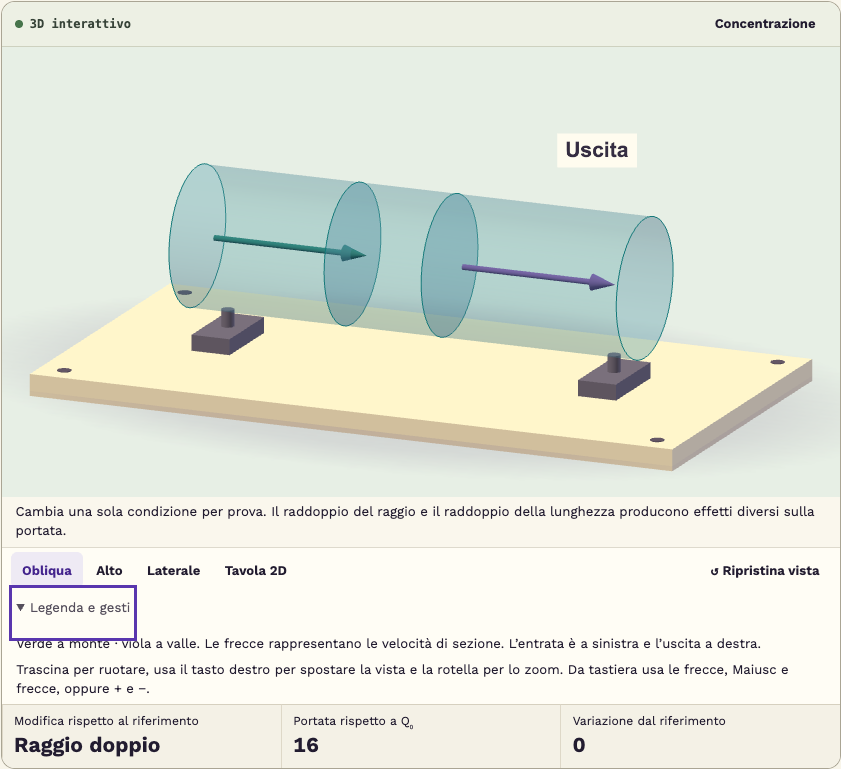 3D interattivo
Concentrazione
Uscita
Cambia una sola condizione per prova. Il raddoppio del raggio e il raddoppio della lunghezza producono effetti diversi sulla
portata.
Obliqua Alto Laterale Tavola 2D
↺ Ripristina vista
▼ Legenda e gesti
Verde a monte · viola a valle. Le frecce rappresentano le velocità di sezione. L’entrata è a sinistra e l’uscita a destra.
Trascina per ruotare, usa il tasto destro per spostare la vista e la rotella per lo zoom. Da tastiera usa le frecce, Maiusc e
frecce, oppure + e −.
Modifica rispetto al riferimento
Raggio doppio
Portata rispetto a Q₀
16
Variazione dal riferimento
0